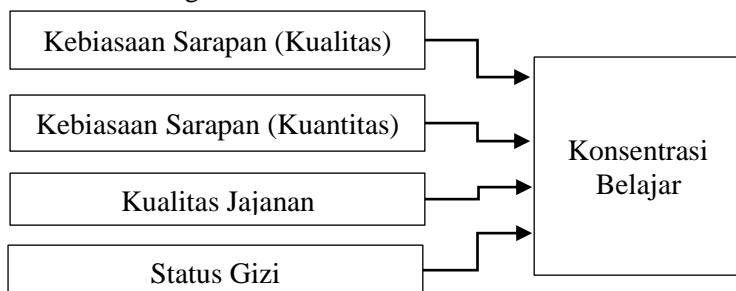 Kebiasaan Sarapan (Kualitas)
Kebiasaan Sarapan (Kuantitas)
Kualitas Jajanan
Status Gizi
Konsentrasi
Belajar